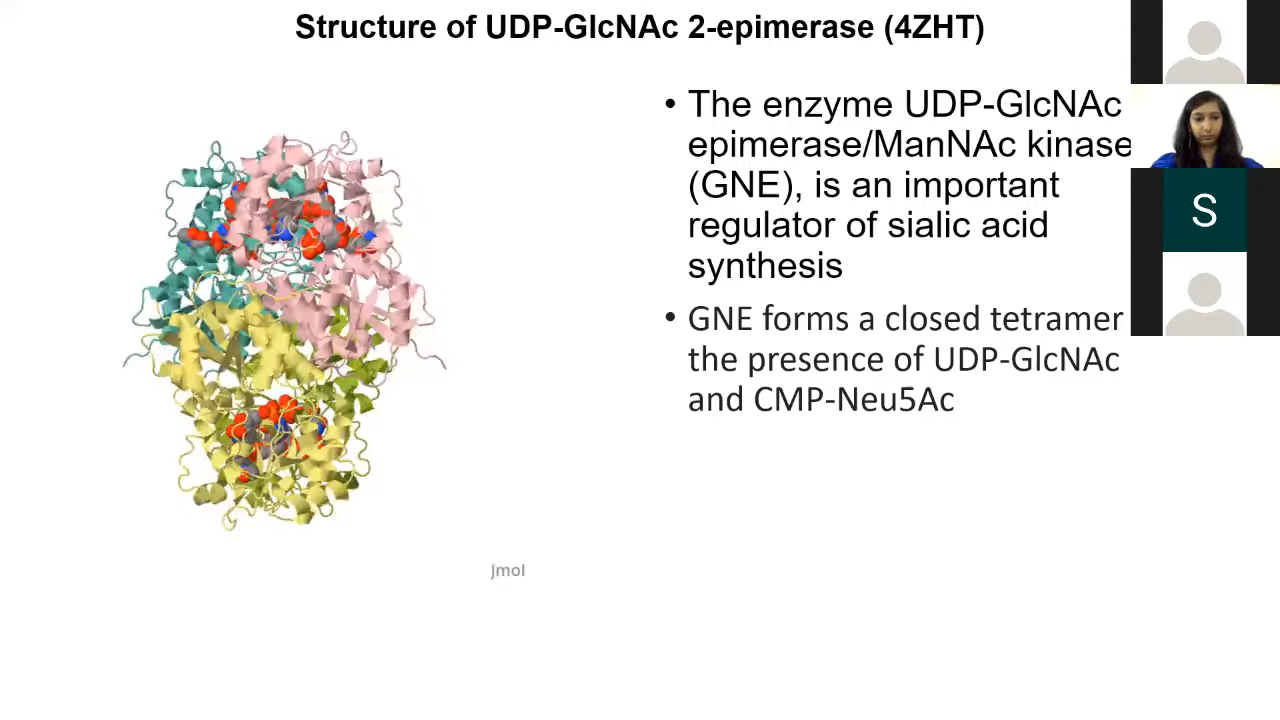 Structure of UDP-GlcNAc 2-epimerase (4ZHT)
• The enzyme UDP-GlcNAc
epimerase/ManNAc kinase
(GNE), is an important
regulator of sialic acid
synthesis
• GNE forms a closed tetramer
the presence of UDP-GlcNAc
and CMP-Neu5Ac
Jmol
S